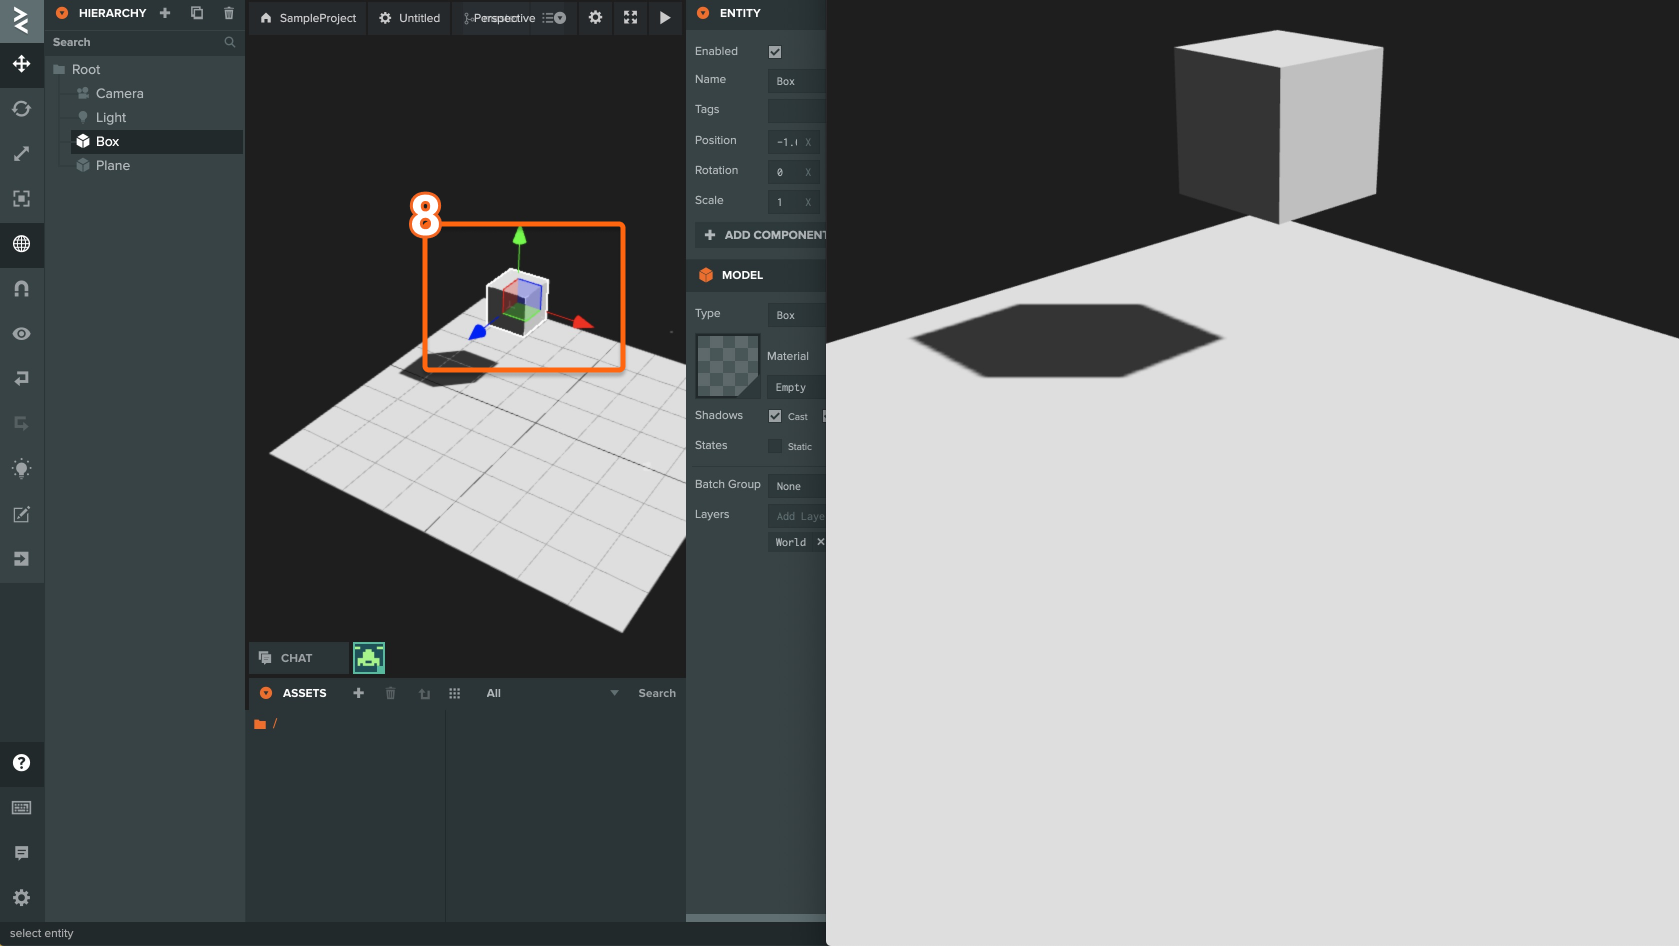 HIERARCHY
Search
Root
Camera
Light
Box
Plane
SampleProject
Untitled
Perspective
8
CHAT
ASSETS
All
Search
/
ENTITY
Enabled
Name
Box
Tags
Position
-1.
X
Rotation
0
X
Scale
1
X
ADD COMPONENT
MODEL
Type
Box
Material
Empty
Shadows
Cast
States
Static
Batch Group
None
Layers
Add Laye
World
select entity